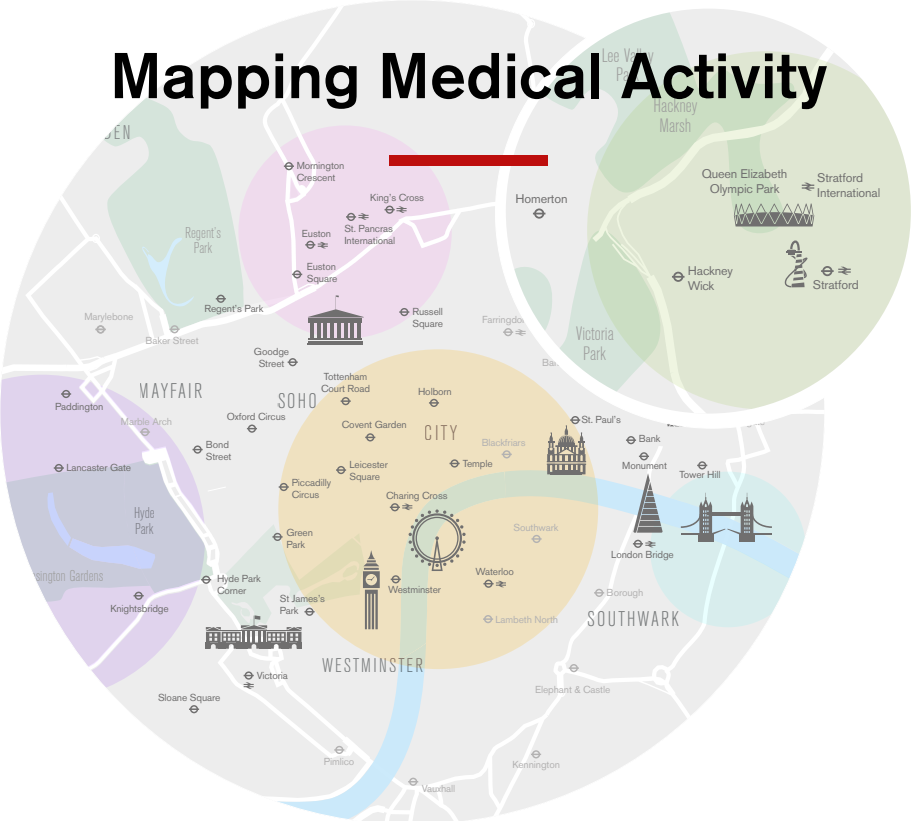 Mapping Medical Activity
Lee Valley
Hackney
Marsh
DEN
Mornington
Crescent
Queen Elizabeth
Olympic Park
Stratford
International
King's Cross
Homerton
St. Pancras
International
Euston
Regent's
Park
Euston
Square
Hackney
Wick
Stratford
Regent's Park
Russell
Square
Marylebone
Baker Street
Farringdon
Victoria
Park
Goodge
Street
Tottenham
Court Road
MAYFAIR
SOHO
Holborn
Paddington
Marble Arch
Oxford Circus
Covent Garden
CITY
St. Paul's
Bank
Bond
Street
Blackfriars
Lancaster Gate
Leicester
Square
Temple
Monument
Tower Hill
Piccadilly
Circus
Charing Cross
Hyde
Park
Green
Park
Southwark
London Bridge
sington Gardens
Hyde Park
Corner
Westminster
Waterloo
Knightsbridge
St James's
Park
Borough
Lambeth North
SOUTHWARK
WESTMINSTER
Victoria
Sloane Square
Elephant & Castle
Pimlico
Kennington
Vauxhall